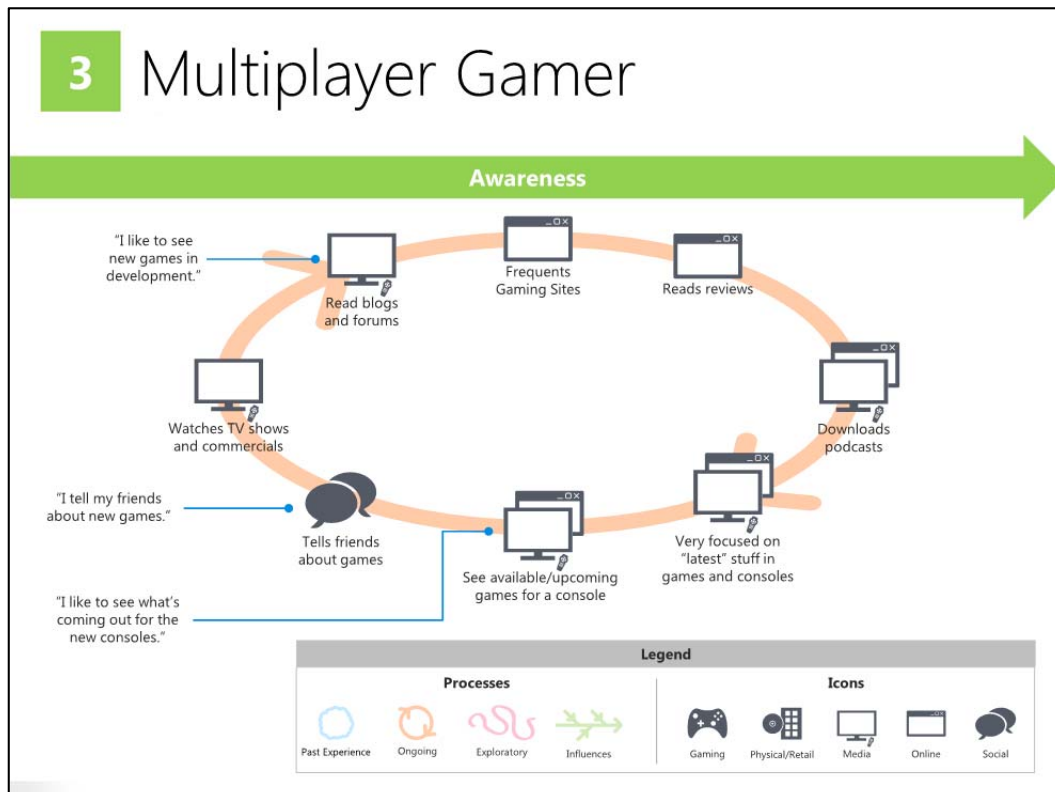 3 Multiplayer Gamer
Awareness
"I like to see
new games in
development."
Read blogs
and forums
Frequents
Gaming Sites
Reads reviews
Downloads
podcasts
Very focused on
"latest" stuff in
games and consoles
See available/upcoming
games for a console
Tells friends
about games
Watches TV shows
and commercials
"I tell my friends
about new games."
"I like to see what's
coming out for the
new consoles."
Legend
Processes
Past Experience
Ongoing
Exploratory
Influences
Icons
Gaming
Physical/Retail
Media
Online
Social